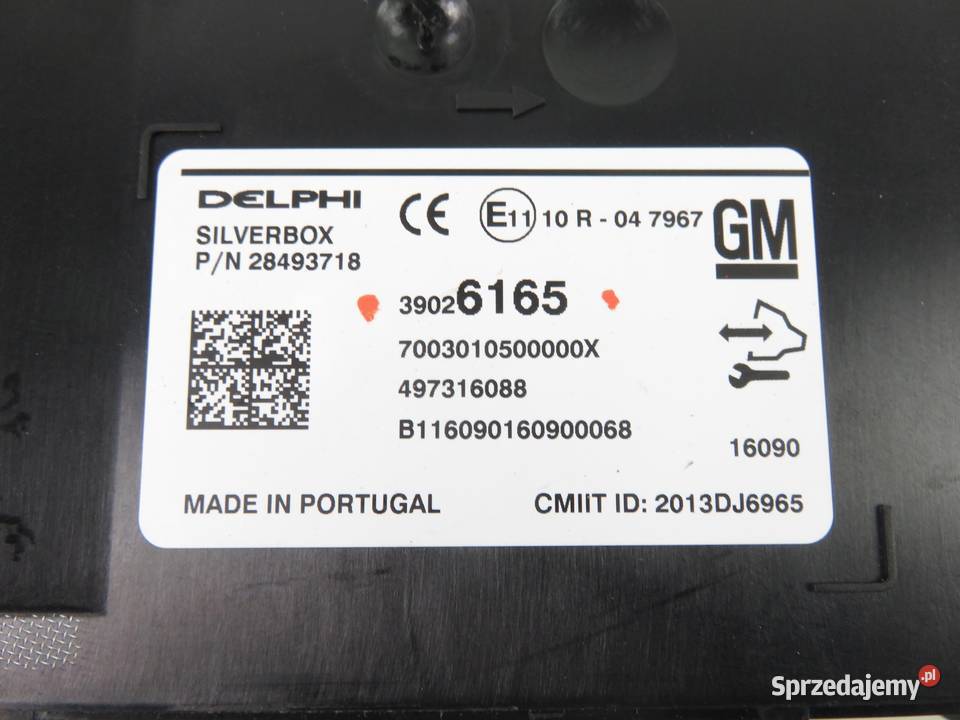 DELPHI
CE
E11 10 R - 04 7967
GM
SILVERBOX
P/N 28493718
39026165
7003010500000X
497316088
B116090160900068
16090
MADE IN PORTUGAL
CMIIT ID: 2013DJ6965
Sprzedajemy.pl